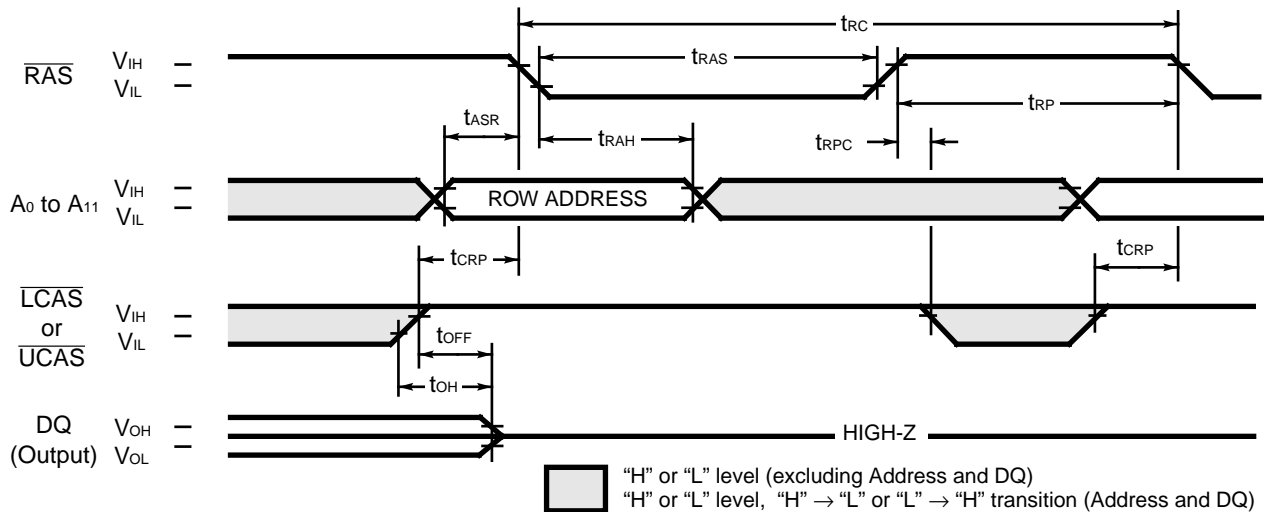 tRC
RAS
VIH
VIL
tRAS
tRP
tASR
tRAH
tRPC
A0 to A11
VIH
VIL
ROW ADDRESS
tCRP
tCRP
LCAS
or
UCAS
VIH
VIL
tOFF
tOH
DQ
(Output)
VOH
VOL
HIGH-Z
“H” or “L” level (excluding Address and DQ)
“H” or “L” level, “H” → “L” or “L” → “H” transition (Address and DQ)